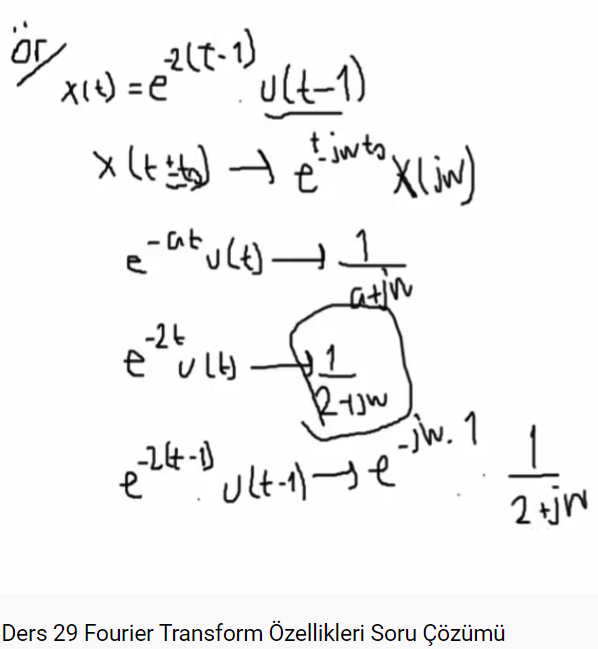 ör/
x(t) = e^{-2(t-1)} . u(t-1)
x(t ± t₀) → e^{±jwt₀} X(jw)
e^{-at} u(t) → 1/(a+jw)
e^{-2t} u(t) → 1/(2+jw)
e^{-2(t-1)} . u(t-1) → e^{-jw.1} . 1/(2+jw)
Ders 29 Fourier Transform Özellikleri Soru Çözümü